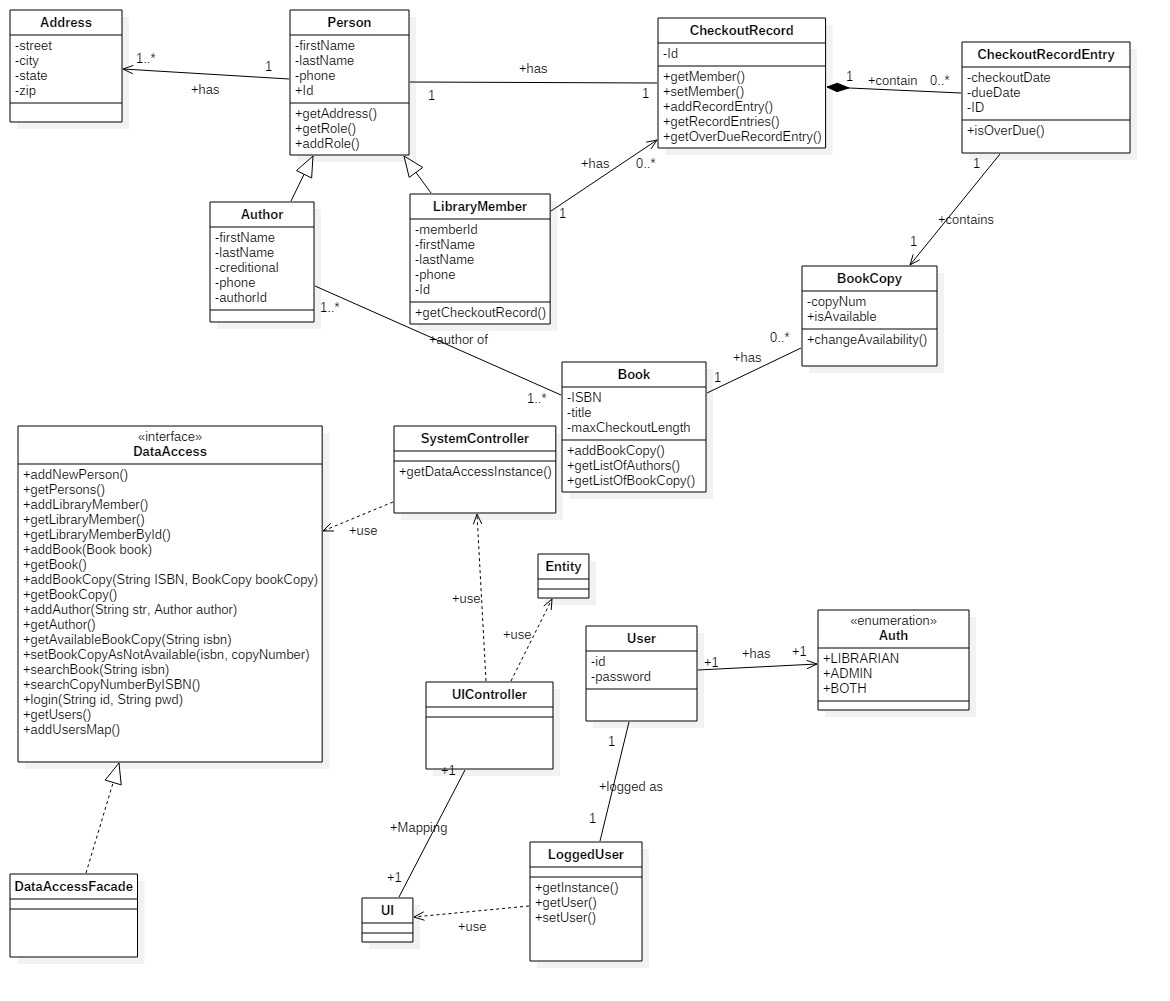 Address
-street
-city
-state
-zip
1..*
1
+has
Person
-firstName
-lastName
-phone
+Id
+getAddress()
+getRole()
+addRole()
+has
1
1
CheckoutRecord
-Id
+getMember()
+setMember()
+addRecordEntry()
+getRecordEntries()
+getOverDueRecordEntry()
1
+contain
0..*
CheckoutRecordEntry
-checkoutDate
-dueDate
-ID
+isOverDue()
1
+contains
1
Author
-firstName
-lastName
-creditional
-phone
-authorId
LibraryMember
-memberId
-firstName
-lastName
-phone
-Id
+getCheckoutRecord()
+has
0..*
1
BookCopy
-copyNum
+isAvailable
+changeAvailability()
0..*
+has
1
1..*
+author of
1..*
Book
-ISBN
-title
-maxCheckoutLength
+addBookCopy()
+getListOfAuthors()
+getListOfBookCopy()
«interface»
DataAccess
+addNewPerson()
+getPersons()
+addLibraryMember()
+getLibraryMember()
+getLibraryMemberById()
+addBook(Book book)
+getBook()
+addBookCopy(String ISBN, BookCopy bookCopy)
+getBookCopy()
+addAuthor(String str, Author author)
+getAuthor()
+getAvailableBookCopy(String isbn)
+setBookCopyAsNotAvailable(isbn, copyNumber)
+searchBook(String isbn)
+searchCopyNumberByISBN()
+login(String id, String pwd)
+getUsers()
+addUsersMap()
SystemController
+getDataAccessInstance()
+use
+use
Entity
+use
UIController
+1
+Mapping
+1
User
-id
-password
+1
+has
+1
«enumeration»
Auth
+LIBRARIAN
+ADMIN
+BOTH
1
+logged as
1
DataAccessFacade
UI
+use
LoggedUser
+getInstance()
+getUser()
+setUser()